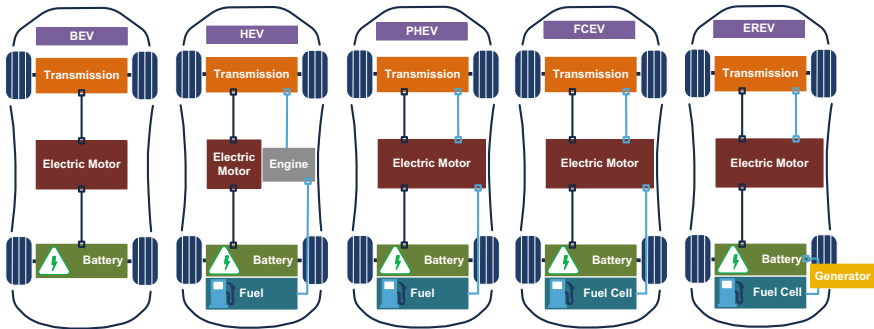 BEV
Transmission
Electric Motor
Battery
HEV
Transmission
Electric
Motor
Engine
Battery
Fuel
PHEV
Transmission
Electric Motor
Battery
Fuel
FCEV
Transmission
Electric Motor
Battery
Fuel Cell
EREV
Transmission
Electric Motor
Battery
Generator
Fuel Cell